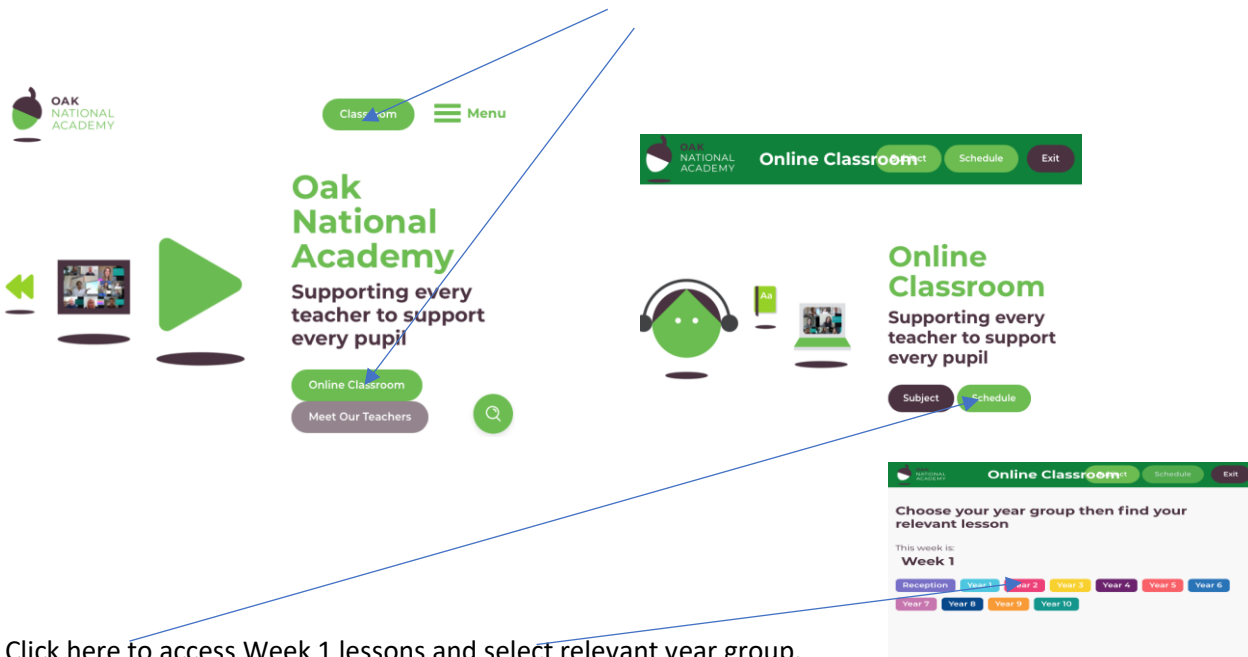 OAK
NATIONAL
ACADEMY
Classroom
Menu
Oak
National
Academy
Supporting every
teacher to support
every pupil
Online Classroom
Meet Our Teachers
OAK
NATIONAL
ACADEMY
Online Classroom
Schedule
Exit
Online
Classroom
Aa
Supporting every
teacher to support
every pupil
Subject
Schedule
NATIONAL
ACADEMY
Online Classroom
Schedule
Exit
Choose your year group then find your
relevant lesson
This week is:
Week 1
Reception Year 1 Year 2 Year 3 Year 4 Year 5 Year 6
Year 7 Year 8 Year 9 Year 10
Click here to access Week 1 lessons and select relevant year group.